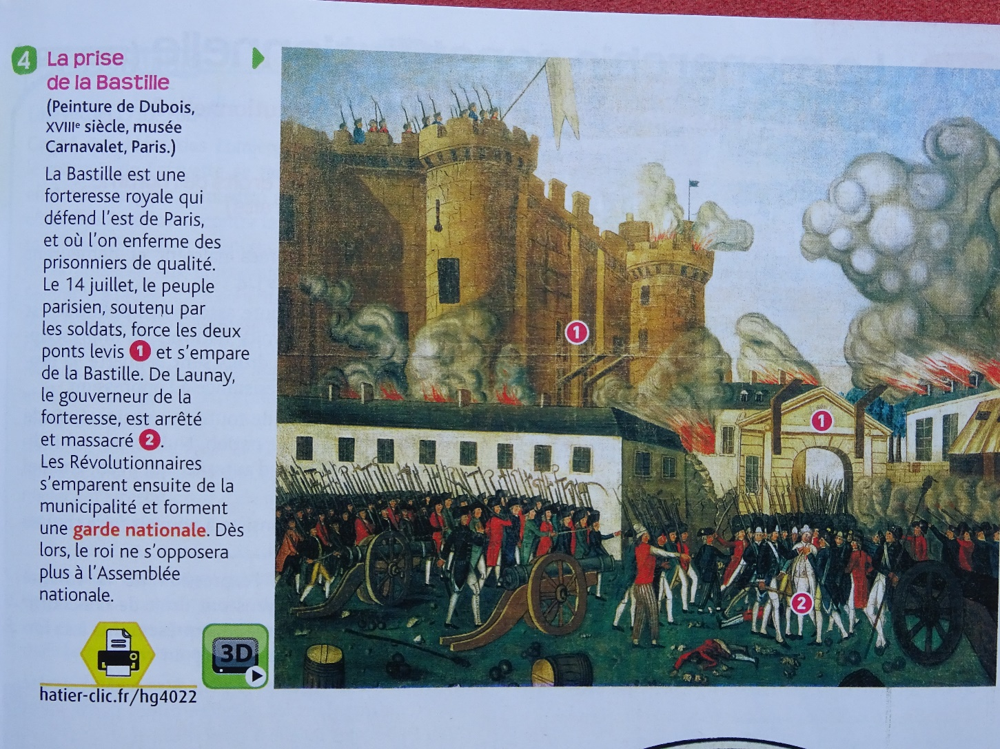 4 La prise
de la Bastille
(Peinture de Dubois,
XVIIIe siècle, musée
Carnavalet, Paris.)
La Bastille est une
forteresse royale qui
défend l'est de Paris,
et où l'on enferme des
prisonniers de qualité.
Le 14 juillet, le peuple
parisien, soutenu par
les soldats, force les deux
ponts levis 1 et s'empare
de la Bastille. De Launay,
le gouverneur de la
forteresse, est arrêté
et massacré 2.
Les Révolutionnaires
s'emparent ensuite de la
municipalité et forment
une garde nationale. Dès
lors, le roi ne s'opposera
plus à l'Assemblée
nationale.
3D
hatier-clic.fr/hg4022
1
1
2